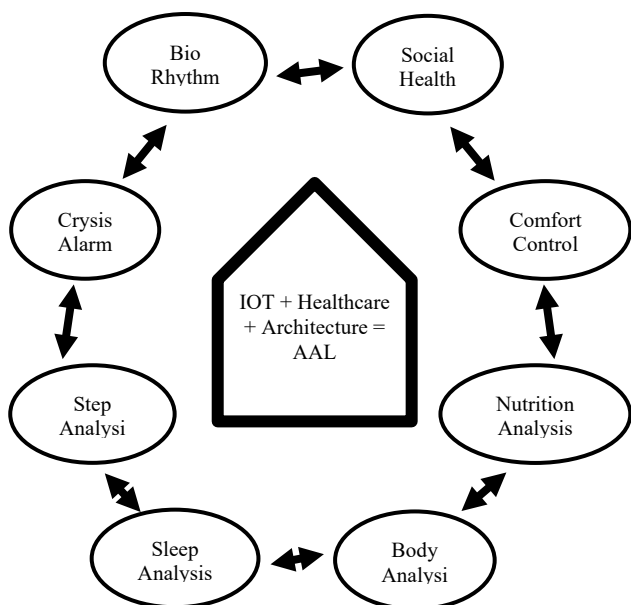 Bio
Rhythm
Social
Health
Crysis
Alarm
Comfort
Control
IOT + Healthcare
+ Architecture =
AAL
Step
Analysi
Nutrition
Analysis
Sleep
Analysis
Body
Analysi